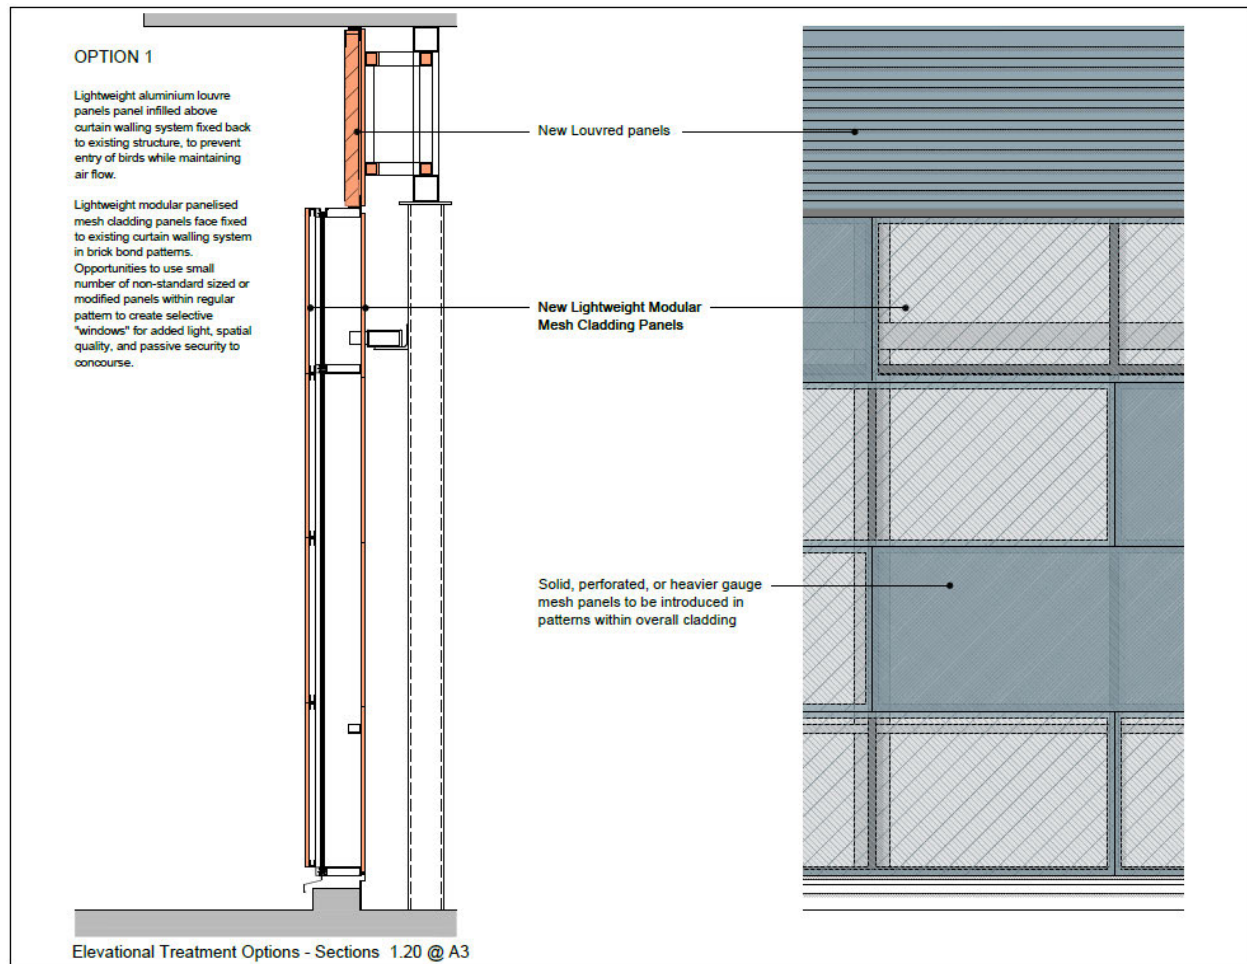 OPTION 1
Lightweight aluminium louvre
panels panel infilled above
curtain walling system fixed back
to existing structure, to prevent
entry of birds while maintaining
air flow.
Lightweight modular panelised
mesh cladding panels face fixed
to existing curtain walling system
in brick bond patterns.
Opportunities to use small
number of non-standard sized or
modified panels within regular
pattern to create selective
"windows" for added light, spatial
quality, and passive security to
concourse.
New Louvred panels
New Lightweight Modular
Mesh Cladding Panels
Solid, perforated, or heavier gauge
mesh panels to be introduced in
patterns within overall cladding
Elevational Treatment Options - Sections 1.20 @ A3